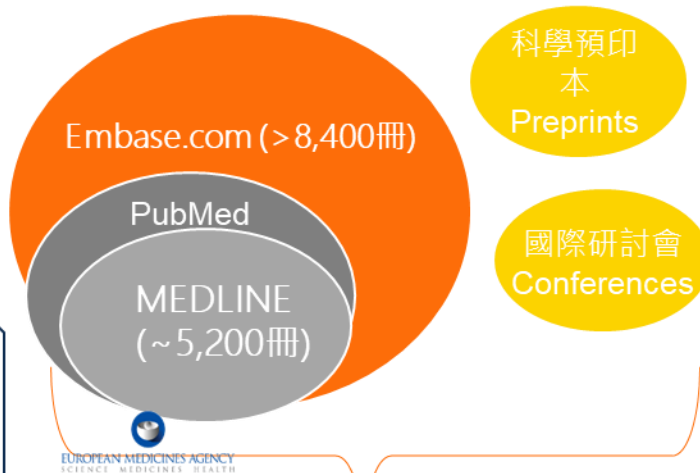 Embase.com (>8,400冊)
PubMed
MEDLINE
(~5,200冊)
科學預印
本
Preprints
國際研討會
Conferences
EUROPEAN MEDICINES AGENCY
SCIENCE MEDICINES HEALTH